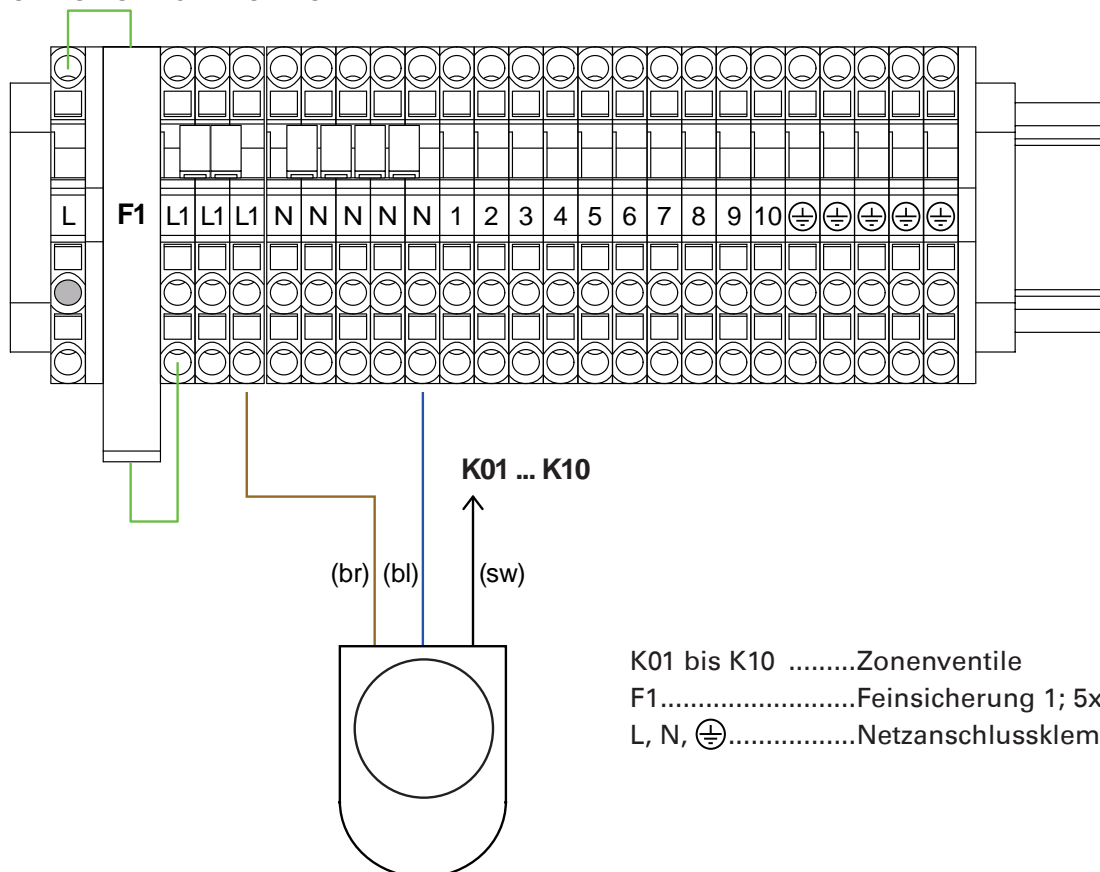 L F1 L1 L1 L1 N N N N N 1 2 3 4 5 6 7 8 9 10
K01 ... K10
(br) (bl) (sw)
K01 bis K10 .........Zonenventile
F1..........................Feinsicherung 1; 5x
L, N, ⏚.................Netzanschlussklem